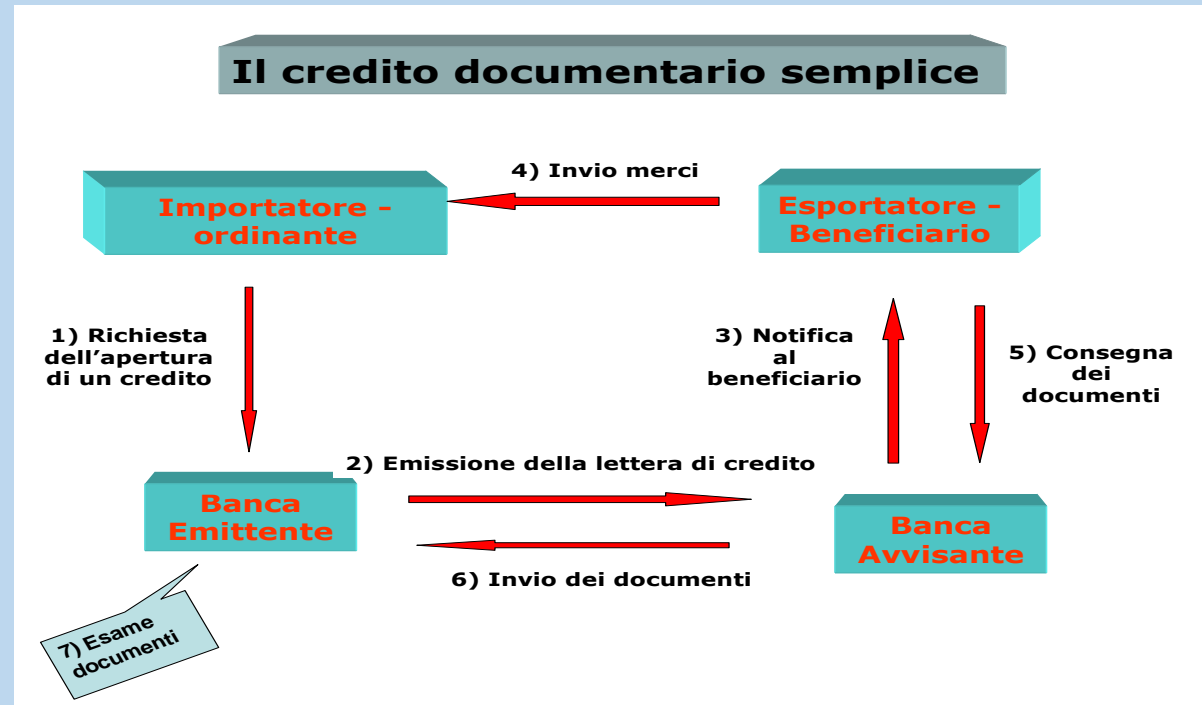 Il credito documentario semplice
4) Invio merci
Importatore -
ordinante
Esportatore -
Beneficiario
1) Richiesta
dell’apertura
di un credito
3) Notifica
al
beneficiario
5) Consegna
dei
documenti
2) Emissione della lettera di credito
Banca
Emittente
Banca
Avvisante
6) Invio dei documenti
7) Esame
documenti